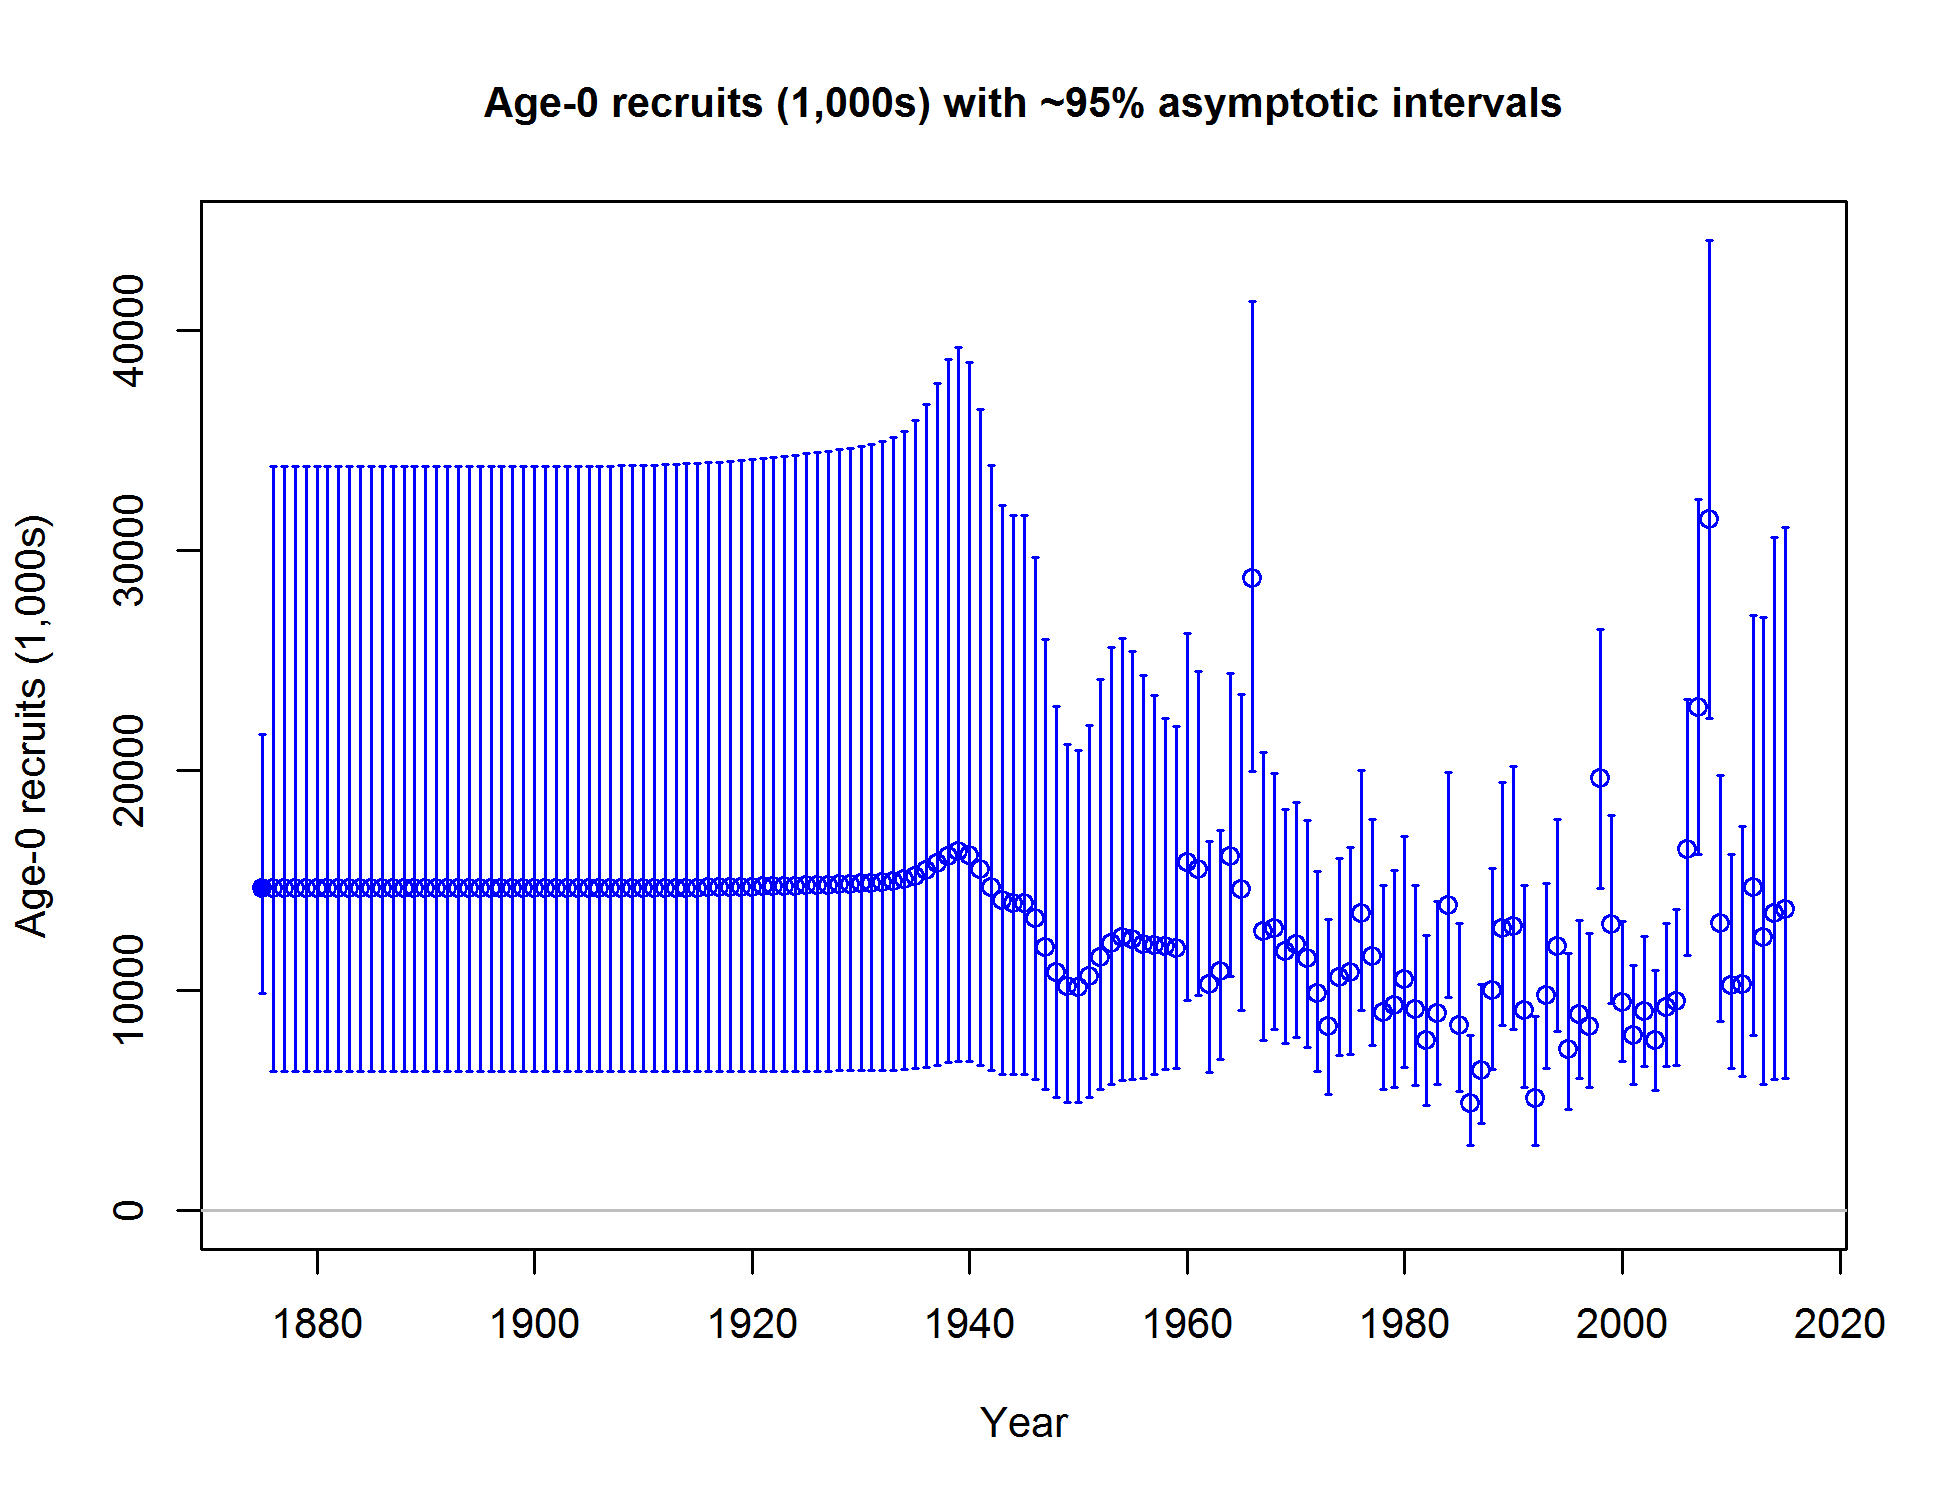 Age-0 recruits (1,000s) with ~95% asymptotic intervals
Age-0 recruits (1,000s)
40000
30000
20000
10000
0
1880 1900 1920 1940 1960 1980 2000 2020
Year